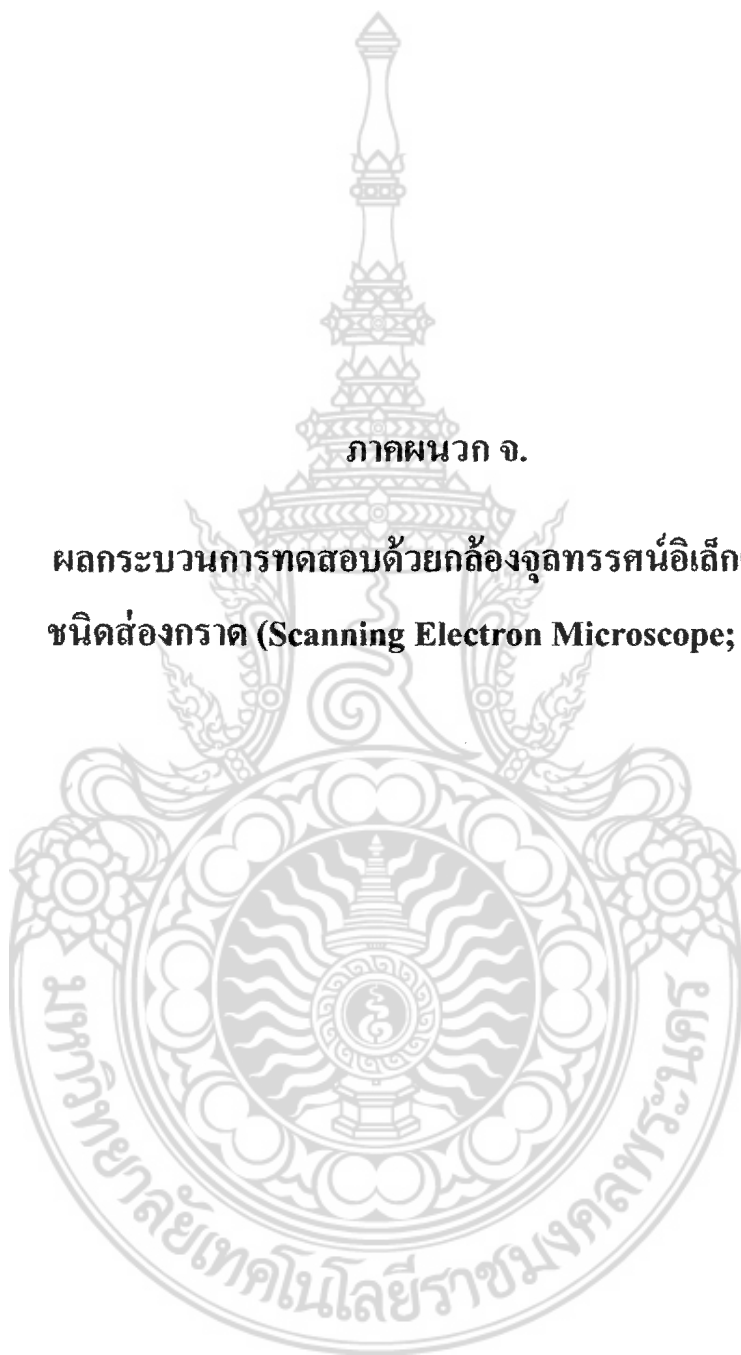 ภาคผนวก จ.
ผลกระบวนการทดสอบด้วยกล้องจุลทรรศน์อิเล็ก
ชนิดส่องกราด (Scanning Electron Microscope;
มหาวิทยาลัยเทคโนโลยีราชมงคลพระนคร